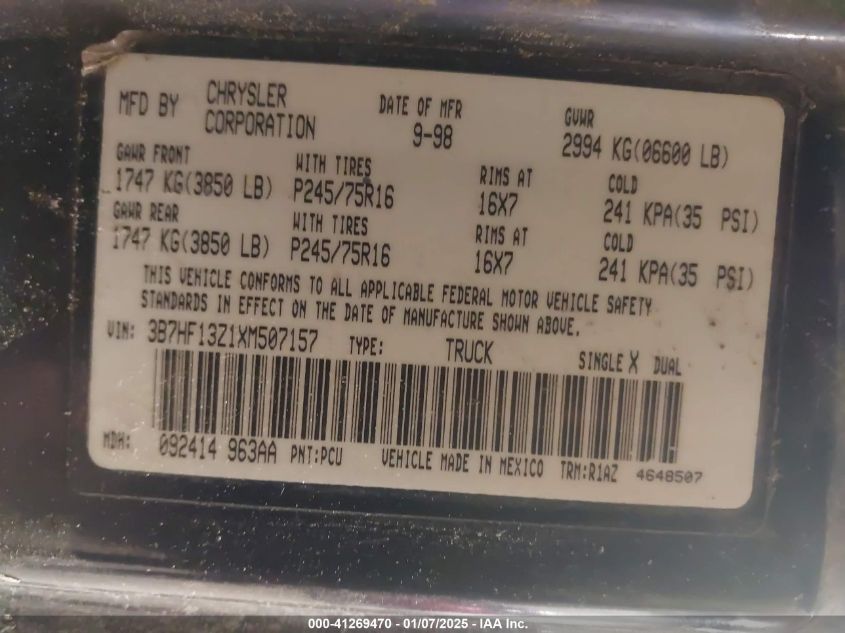 MFD BY CHRYSLER CORPORATION DATE OF MFR 9-98 GVWR 2994 KG(06600 LB)
GAWR FRONT WITH TIRES RIMS AT COLD
1747 KG(3850 LB) P245/75R16 16X7 241 KPA(35 PSI)
GAWR REAR WITH TIRES RIMS AT COLD
1747 KG(3850 LB) P245/75R16 16X7 241 KPA(35 PSI)
THIS VEHICLE CONFORMS TO ALL APPLICABLE FEDERAL MOTOR VEHICLE SAFETY
STANDARDS IN EFFECT ON THE DATE OF MANUFACTURE SHOWN ABOVE.
VIN: 3B7HF13Z1XM507157 TYPE: TRUCK SINGLE X DUAL
MDH: 092414 963AA PNT:PCU VEHICLE MADE IN MEXICO TRM:R1AZ 4648507
000-41269470 - 01/07/2025 - IAA Inc.